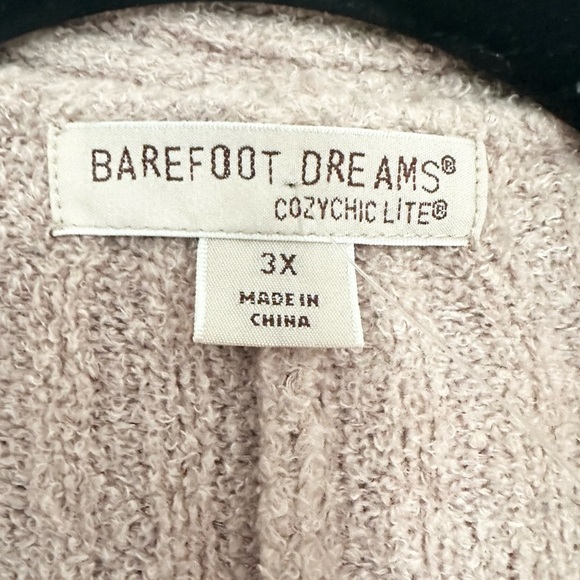 BAREFOOT DREAMS®
COZYCHIC LITE®
3X
MADE IN
CHINA